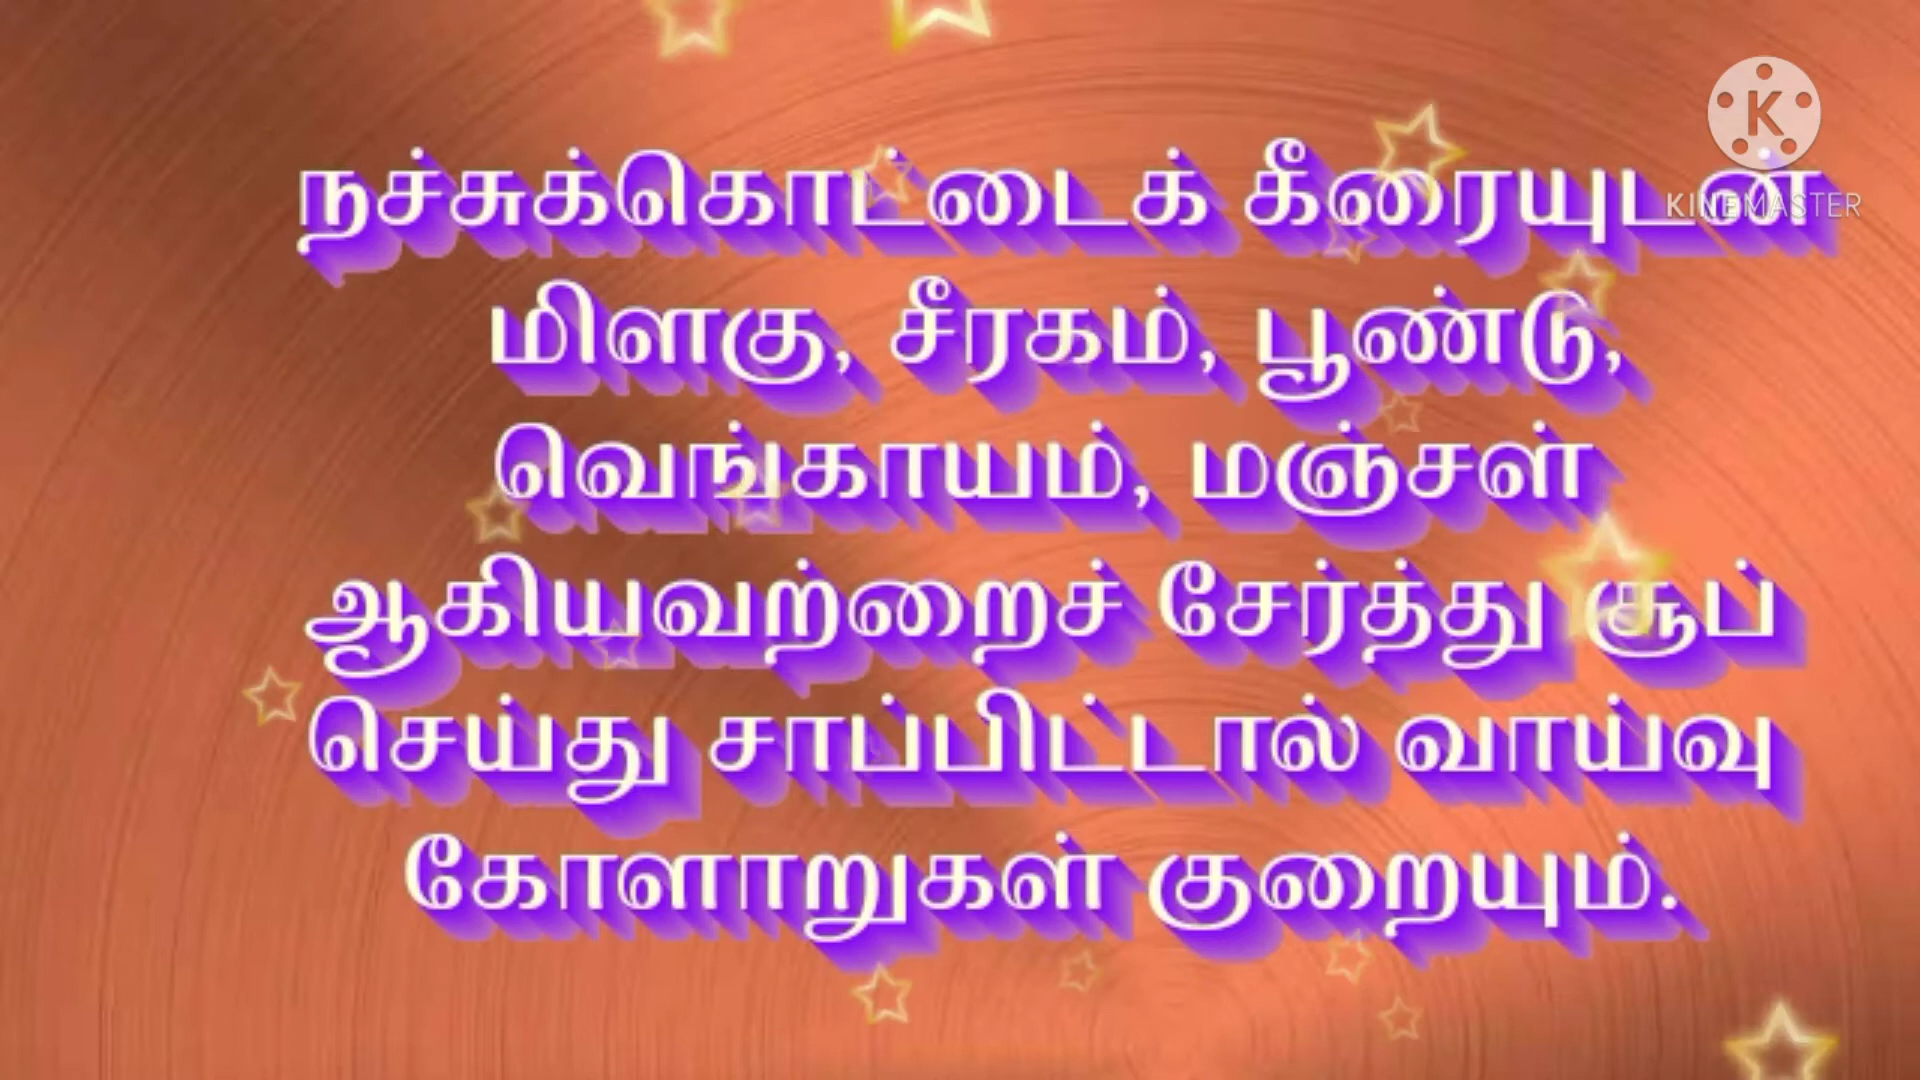 நச்சுக்கொட்டைக் கீரையுடன்
மிளகு, சீரகம், பூண்டு,
வெங்காயம், மஞ்சள்
ஆகியவற்றைச் சேர்த்து சூப்
செய்து சாப்பிட்டால் வாய்வு
கோளாறுகள் குறையும்.
K
KINEMASTER